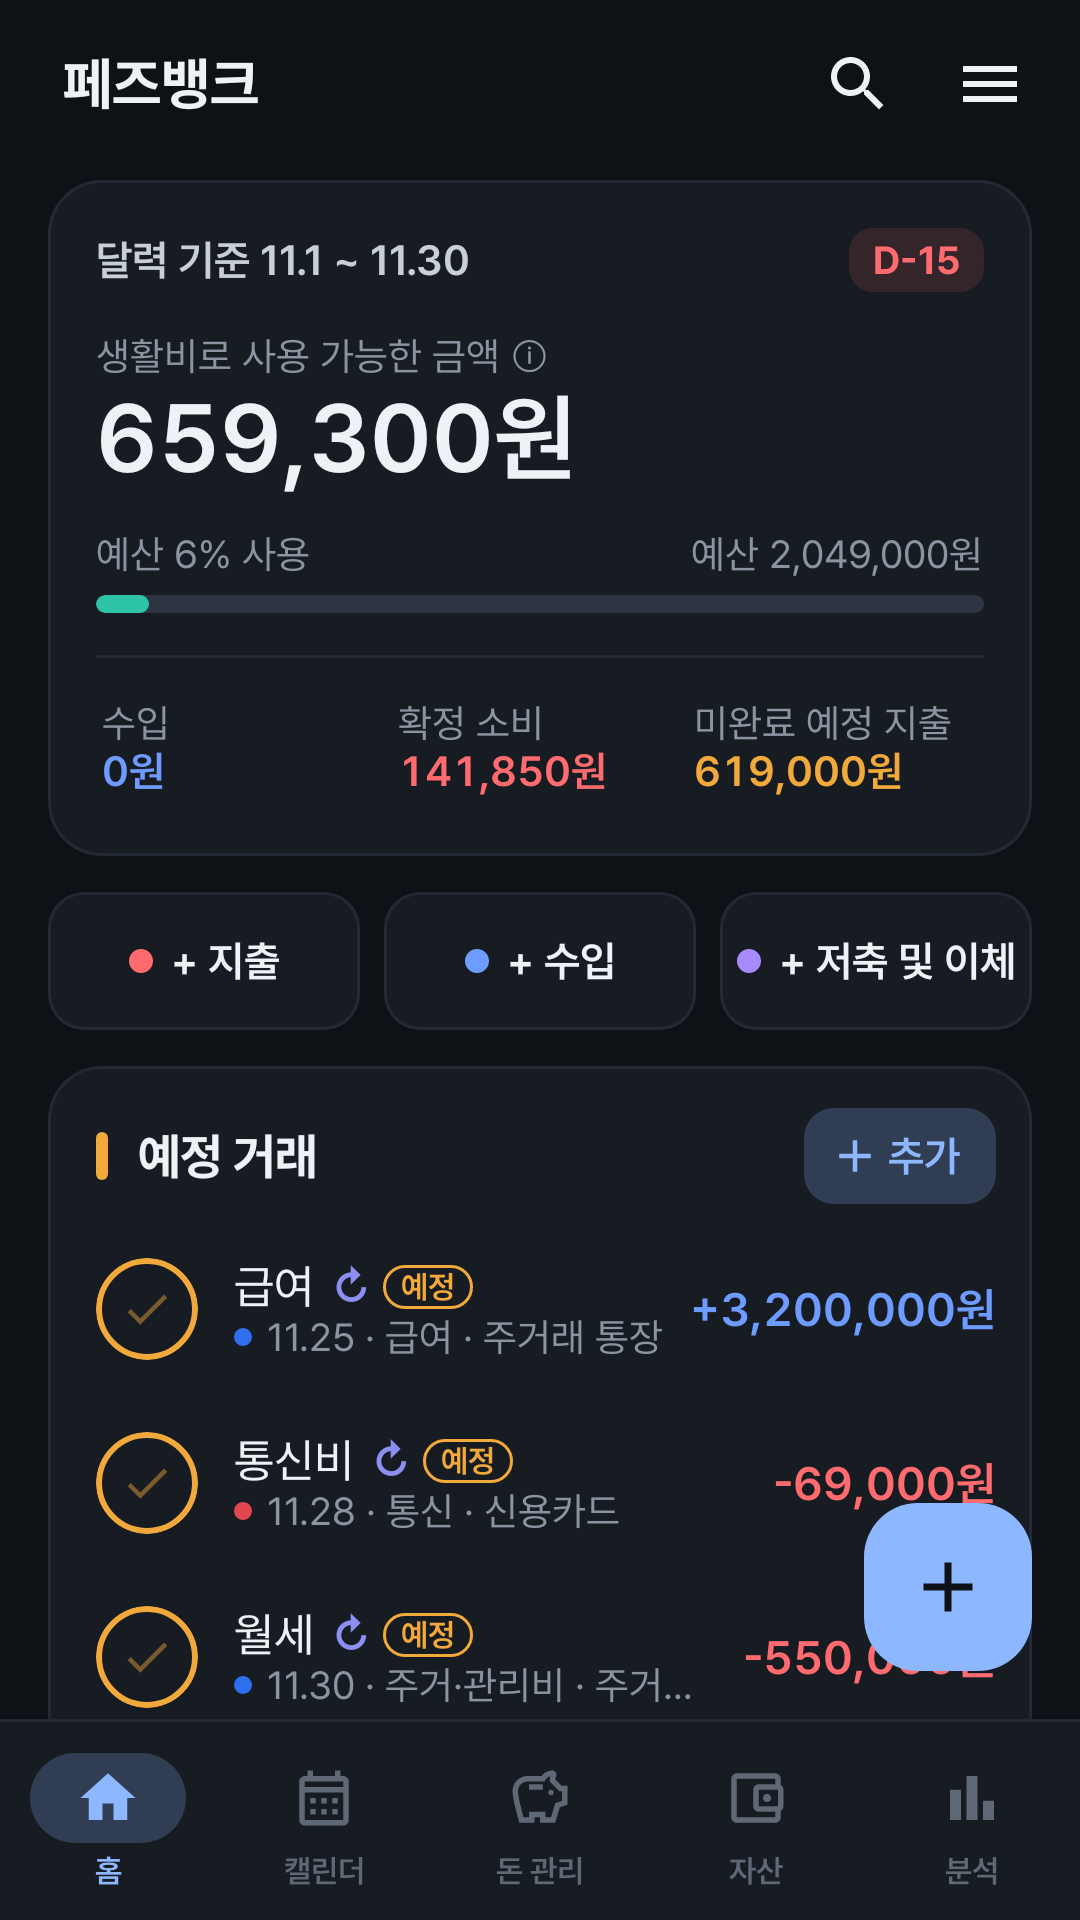 페즈뱅크
달력 기준 11.1 ~ 11.30
D-15
생활비로 사용 가능한 금액 ⓘ
659,300원
예산 6% 사용
예산 2,049,000원
수입
확정 소비
미완료 예정 지출
0원
141,850원
619,000원
+ 지출
+ 수입
+ 저축 및 이체
예정 거래
+ 추가
급여 예정
+3,200,000원
11.25 · 급여 · 주거래 통장
통신비 예정
-69,000원
11.28 · 통신 · 신용카드
월세 예정
11.30 · 주거·관리비 · 주거...
홈
캘린더
돈 관리
자산
분석